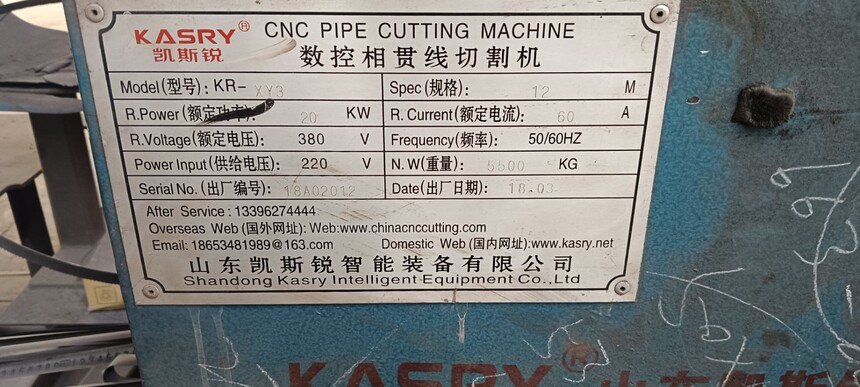 KASRY® CNC PIPE CUTTING MACHINE
凯斯锐 数控相贯线切割机
Model(型号): KR-XY3 Spec(规格): 12 M
R.Power(额定功率): 20 KW R.Current(额定电流): 60 A
R.Voltage(额定电压): 380 V Frequency(频率): 50/60HZ
Power Input(供给电压): 220 V N.W(重量): 5500 KG
Serial No.(出厂编号): 18A02012 Date(出厂日期): 18.03
After Service : 13396274444
Overseas Web (国外网址): Web:www.chinacnccutting.com
Email: 18653481989@163.com Domestic Web (国内网址):www.kasry.net
山东凯斯锐智能装备有限公司
Shandong Kasry Intelligent Equipment Co.,Ltd
KASRY® 山东凯斯锐